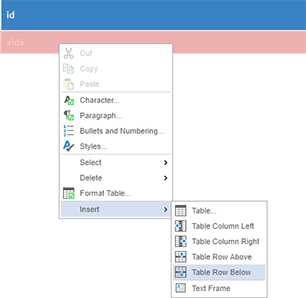 id
Cut
Copy
Paste
Character...
Paragraph...
Bullets and Numbering...
Styles...
Select
Delete
Format Table...
Insert
Table...
Table Column Left
Table Column Right
Table Row Above
Table Row Below
Text Frame